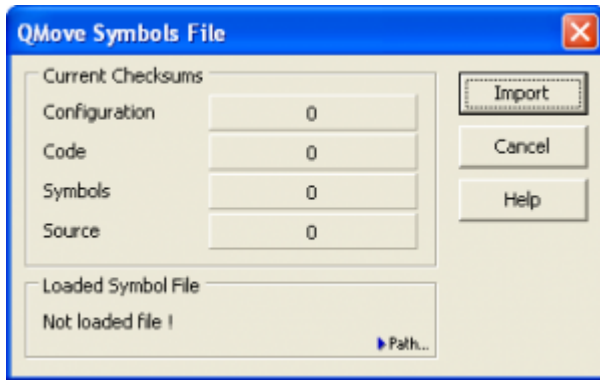 QMove Symbols File
Current Checksums
Configuration 0
Code 0
Symbols 0
Source 0
Import
Cancel
Help
Loaded Symbol File
Not loaded file !
Path...